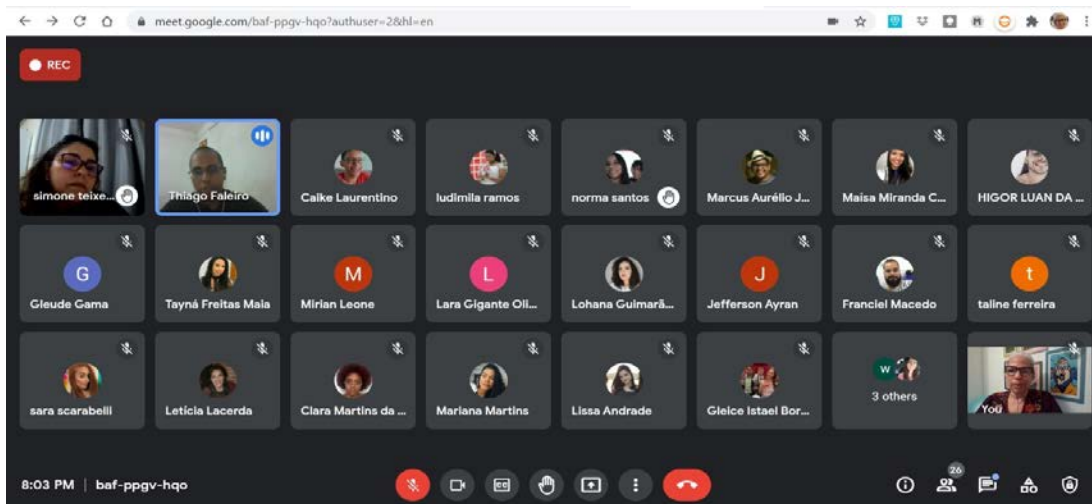 meet.google.com/baf-ppgv-hqo?authuser=2&hl=en
REC
simone teixe...
Thiago Faleiro
Caike Laurentino
ludimila ramos
norma santos
Marcus Aurélio J...
Maisa Miranda C...
HIGOR LUAN DA ...
G
M
L
J
t
Gleude Gama
Tayná Freitas Maia
Mirian Leone
Lara Gigante Oli...
Lohana Guimarã...
Jefferson Ayran
Franciel Macedo
taline ferreira
w
3 others
You
sara scarabelli
Letícia Lacerda
Clara Martins da ...
Mariana Martins
Lissa Andrade
Gleice Istael Bor...
8:03 PM | baf-ppgv-hqo
CC
26